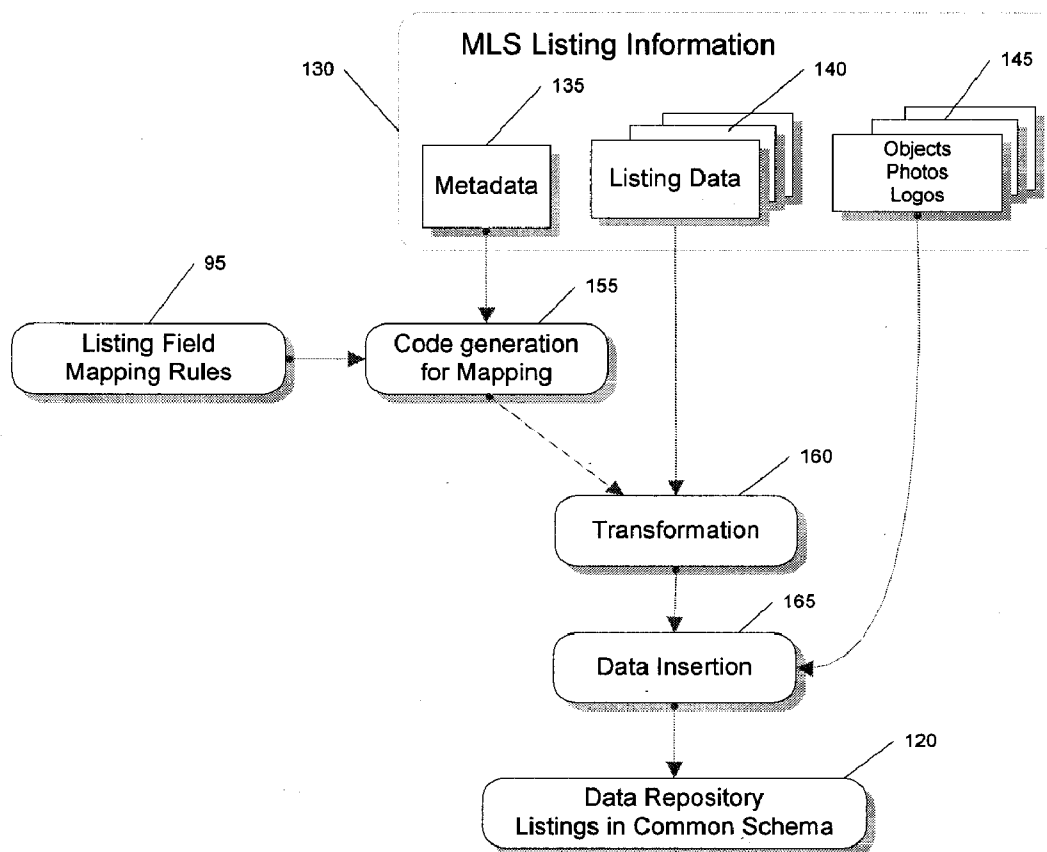 MLS Listing Information
130
135
140
145
Metadata
Listing Data
Objects
Photos
Logos
95
155
Listing Field
Mapping Rules
Code generation
for Mapping
160
Transformation
165
Data Insertion
120
Data Repository
Listings in Common Schema